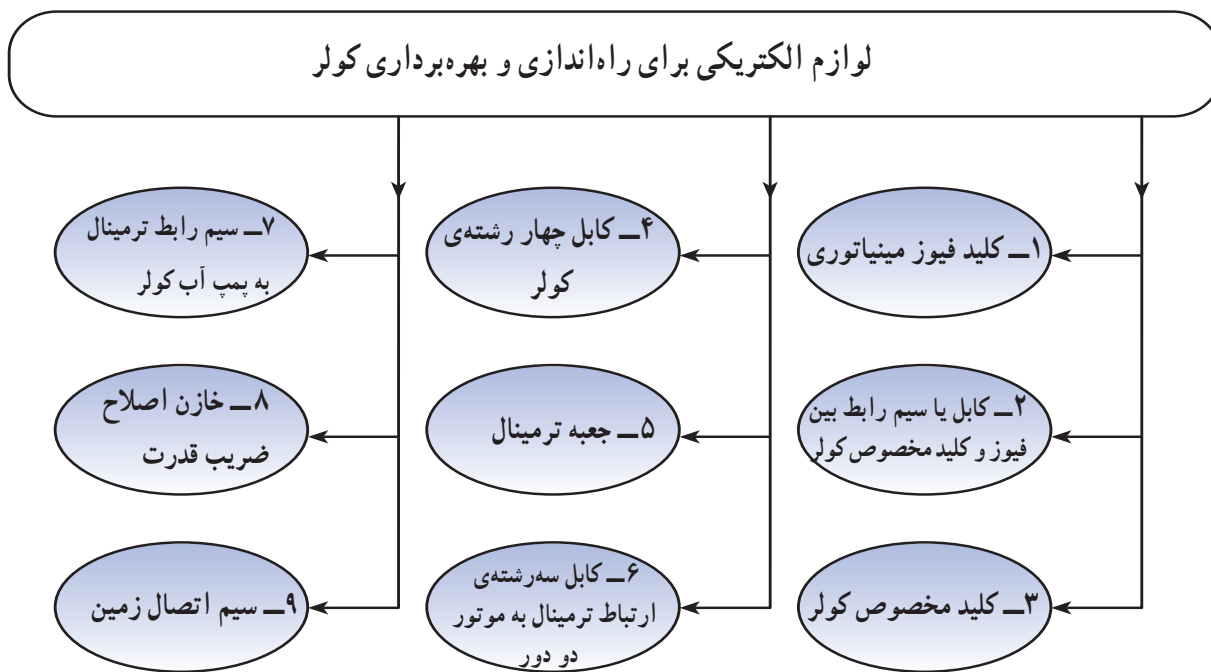 لوازم الکتریکی برای راه‌اندازی و بهره‌برداری کولر
۱ــ کلید فیوز مینیاتوری
۲ــ کابل یا سیم رابط بین
فیوز و کلید مخصوص کولر
۳ــ کلید مخصوص کولر
۴ــ کابل چهار رشته‌ی
کولر
۵ــ جعبه ترمینال
۶ــ کابل سه‌رشته‌ی
ارتباط ترمینال به موتور
دو دور
۷ــ سیم رابط ترمینال
به پمپ آب کولر
۸ــ خازن اصلاح
ضریب قدرت
۹ــ سیم اتصال زمین